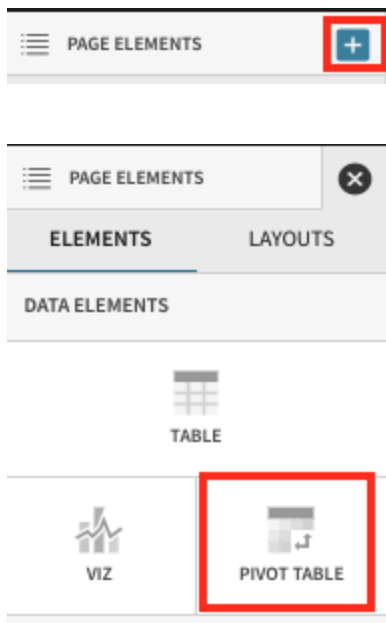 PAGE ELEMENTS
PAGE ELEMENTS
ELEMENTS LAYOUTS
DATA ELEMENTS
TABLE
VIZ PIVOT TABLE